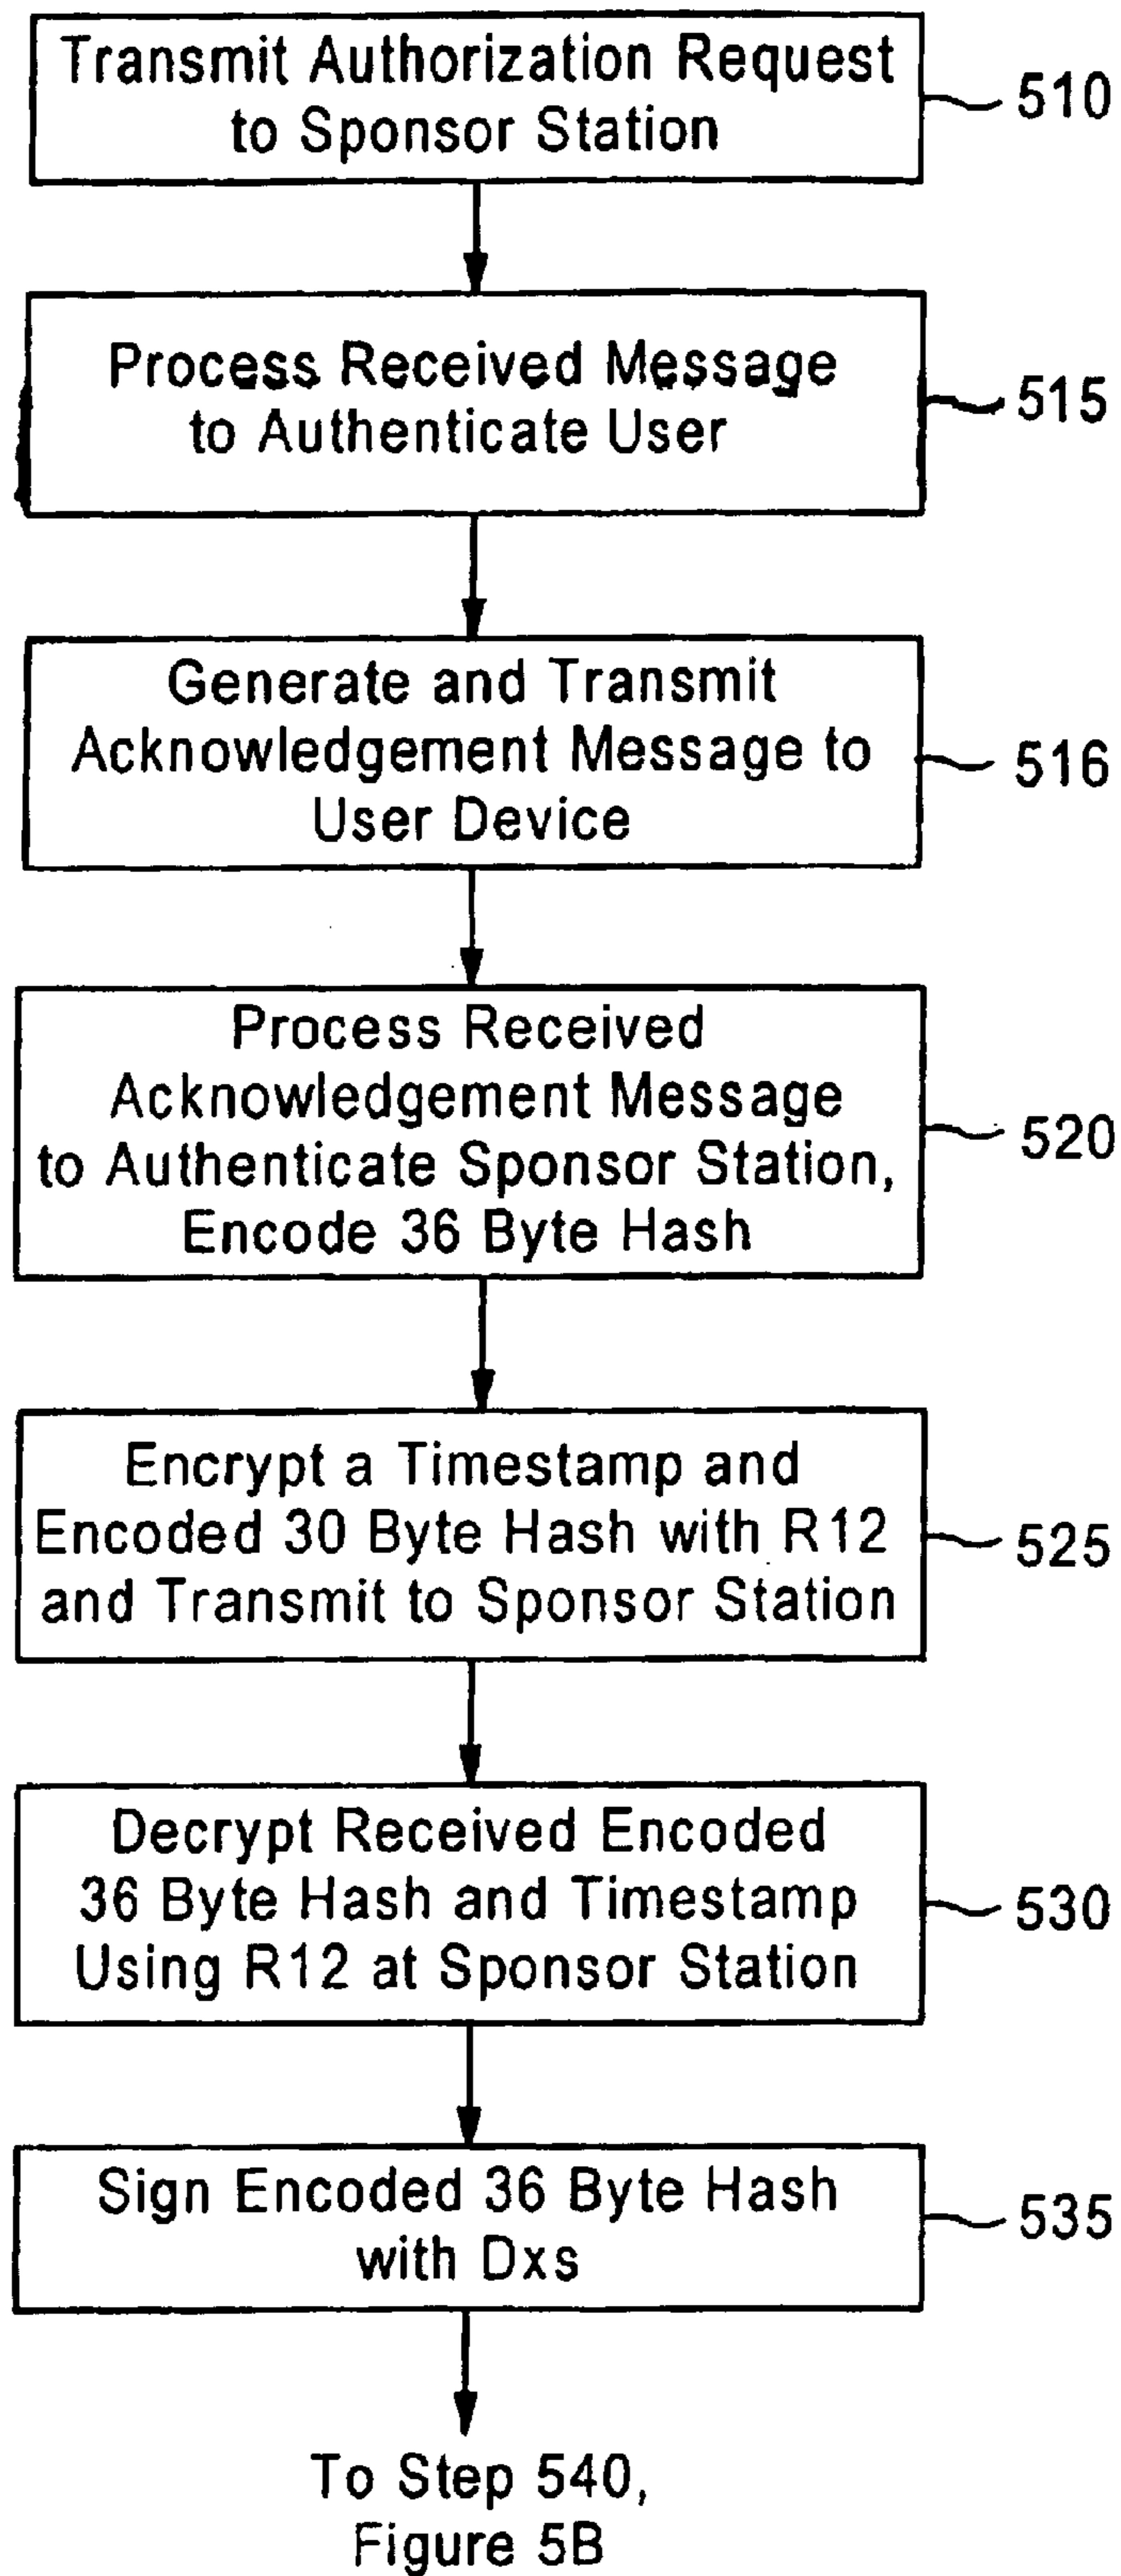 Transmit Authorization Request
to Sponsor Station
510
Process Received Message
to Authenticate User
515
Generate and Transmit
Acknowledgement Message to
User Device
516
Process Received
Acknowledgement Message
to Authenticate Sponsor Station,
Encode 36 Byte Hash
520
Encrypt a Timestamp and
Encoded 30 Byte Hash with R12
and Transmit to Sponsor Station
525
Decrypt Received Encoded
36 Byte Hash and Timestamp
Using R12 at Sponsor Station
530
Sign Encoded 36 Byte Hash
with Dxs
535
To Step 540,
Figure 5B